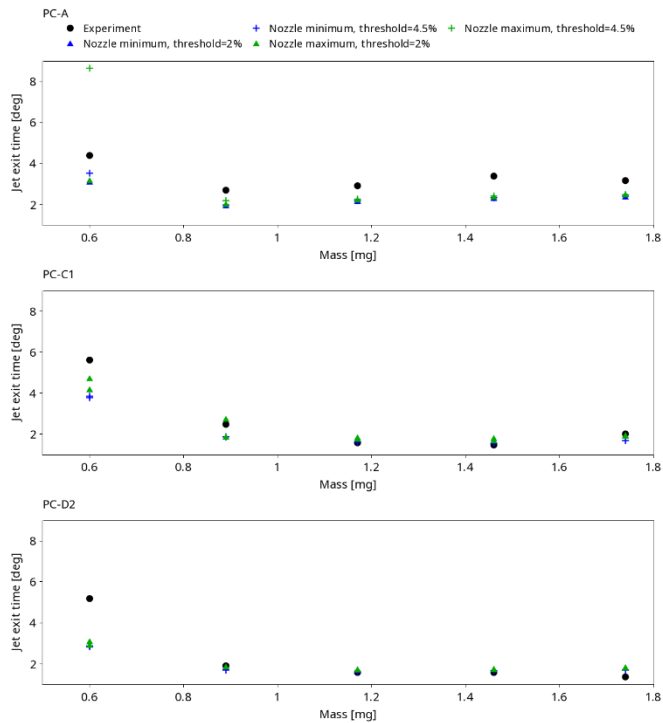 PC-A
Experiment
Nozzle minimum, threshold=4.5%
Nozzle maximum, threshold=4.5%
Nozzle minimum, threshold=2%
Nozzle maximum, threshold=2%
8
6
4
2
Jet exit time [deg]
0.6 0.8 1 1.2 1.4 1.6 1.8
Mass [mg]
PC-C1
8
6
4
2
Jet exit time [deg]
0.6 0.8 1 1.2 1.4 1.6 1.8
Mass [mg]
PC-D2
8
6
4
2
Jet exit time [deg]
0.6 0.8 1 1.2 1.4 1.6 1.8
Mass [mg]